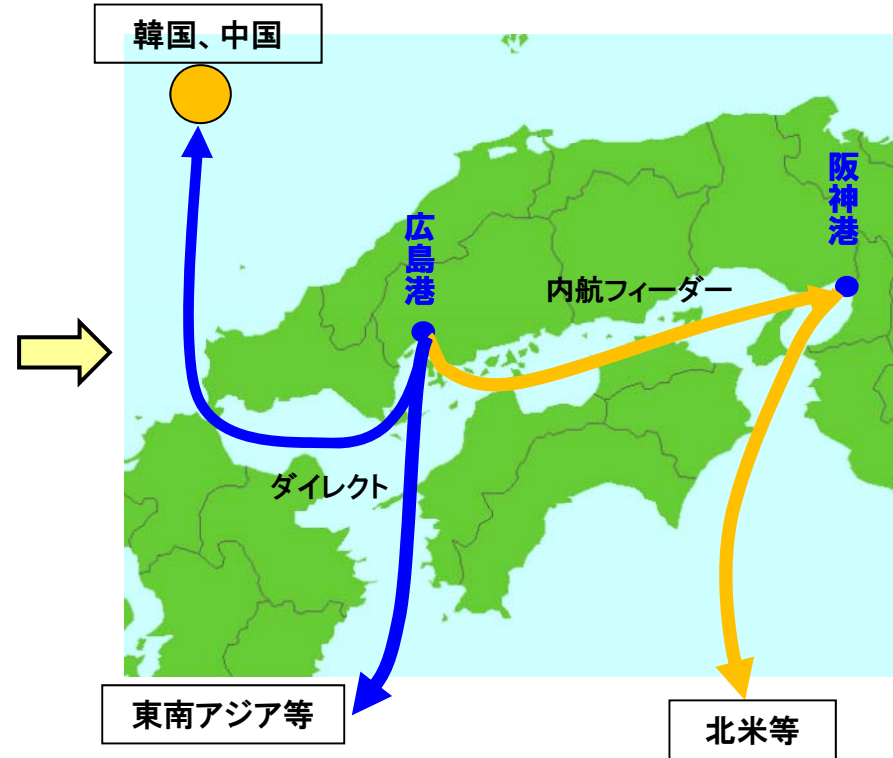 韓国、中国
阪神港
広島港
内航フィーダー
ダイレクト
東南アジア等
北米等